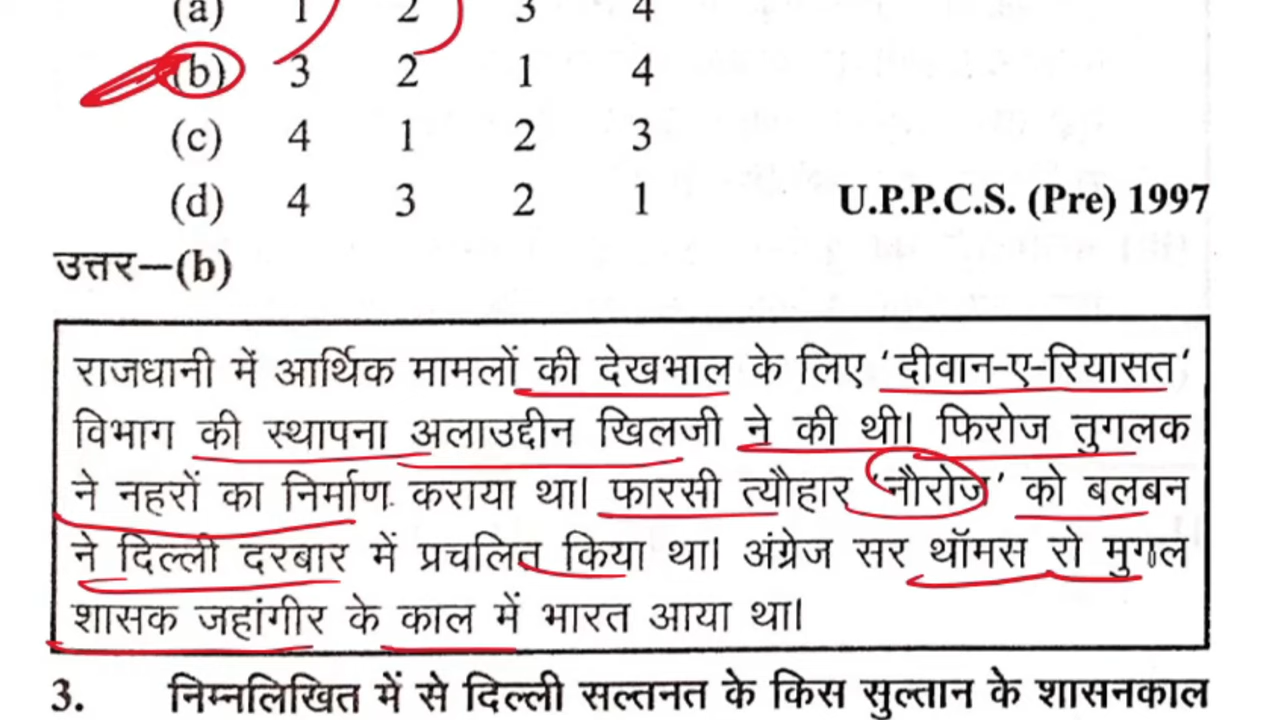 (a) 1 2 3 4
(b) 3 2 1 4
(c) 4 1 2 3
(d) 4 3 2 1 U.P.P.C.S. (Pre) 1997
उत्तर—(b)
राजधानी में आर्थिक मामलों की देखभाल के लिए ‘दीवान-ए-रियासत‘
विभाग की स्थापना अलाउद्दीन खिलजी ने की थी। फिरोज तुगलक
ने नहरों का निर्माण कराया था। फारसी त्यौहार ‘नौरोज’ को बलबन
ने दिल्ली दरबार में प्रचलित किया था। अंग्रेज सर थॉमस रो मुगल
शासक जहांगीर के काल में भारत आया था।
3. निम्नलिखित में से दिल्ली सल्तनत के किस सुल्तान के शासनकाल